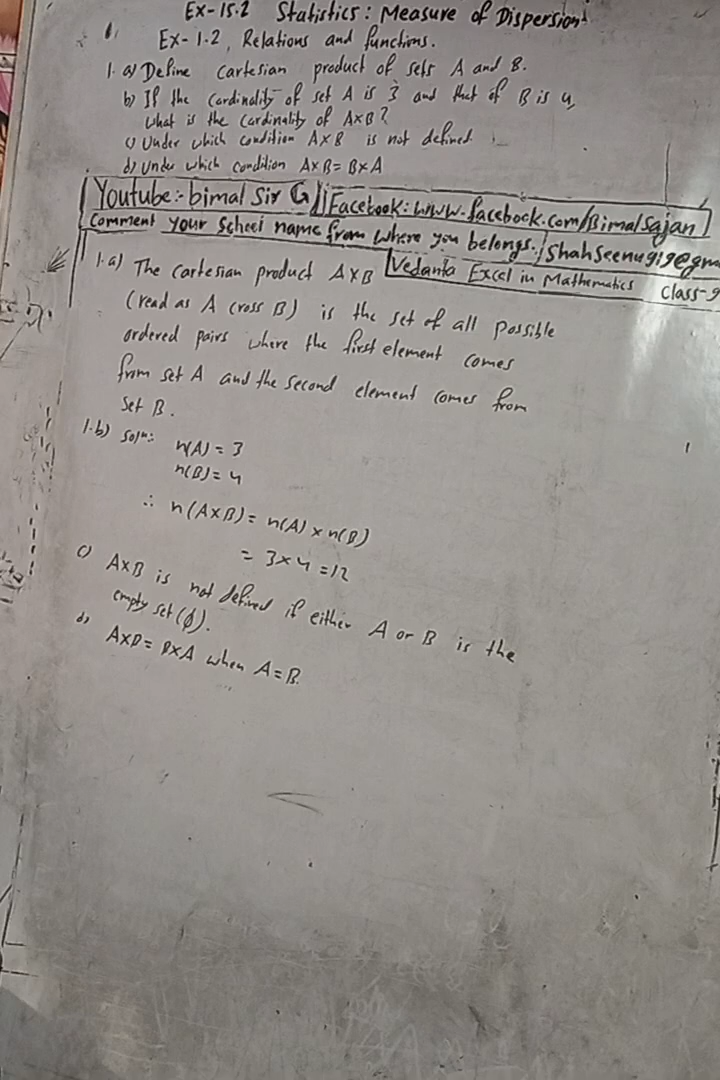 Ex-15.2 Statistics: Measure of Dispersion
Ex-1.2, Relations and functions.
1. a) Define cartesian product of sets A and B.
b) If the Cardinality of set A is 3 and that of B is 4,
what is the cardinality of A×B?
c) Under which condition A×B is not defined
d) Under which condition A×B = B×A
Youtube:- bimal Sir G Facebook: www.facebook.com/Bimalsajan
Comment your School name from where you belongs. Shahseenu919@gm
Vedanta Excel in Mathematics Class-9
1.a) The cartesian product A×B
(read as A cross B) is the set of all possible
ordered pairs where the first element comes
from set A and the second element comes from
set B.
1.b) Solⁿ:
n(A) = 3
n(B) = 4
∴ n(A×B) = n(A) × n(B)
= 3×4 = 12
c) A×B is not defined if either A or B is the
empty set (ϕ).
d) A×B = B×A when A=B.